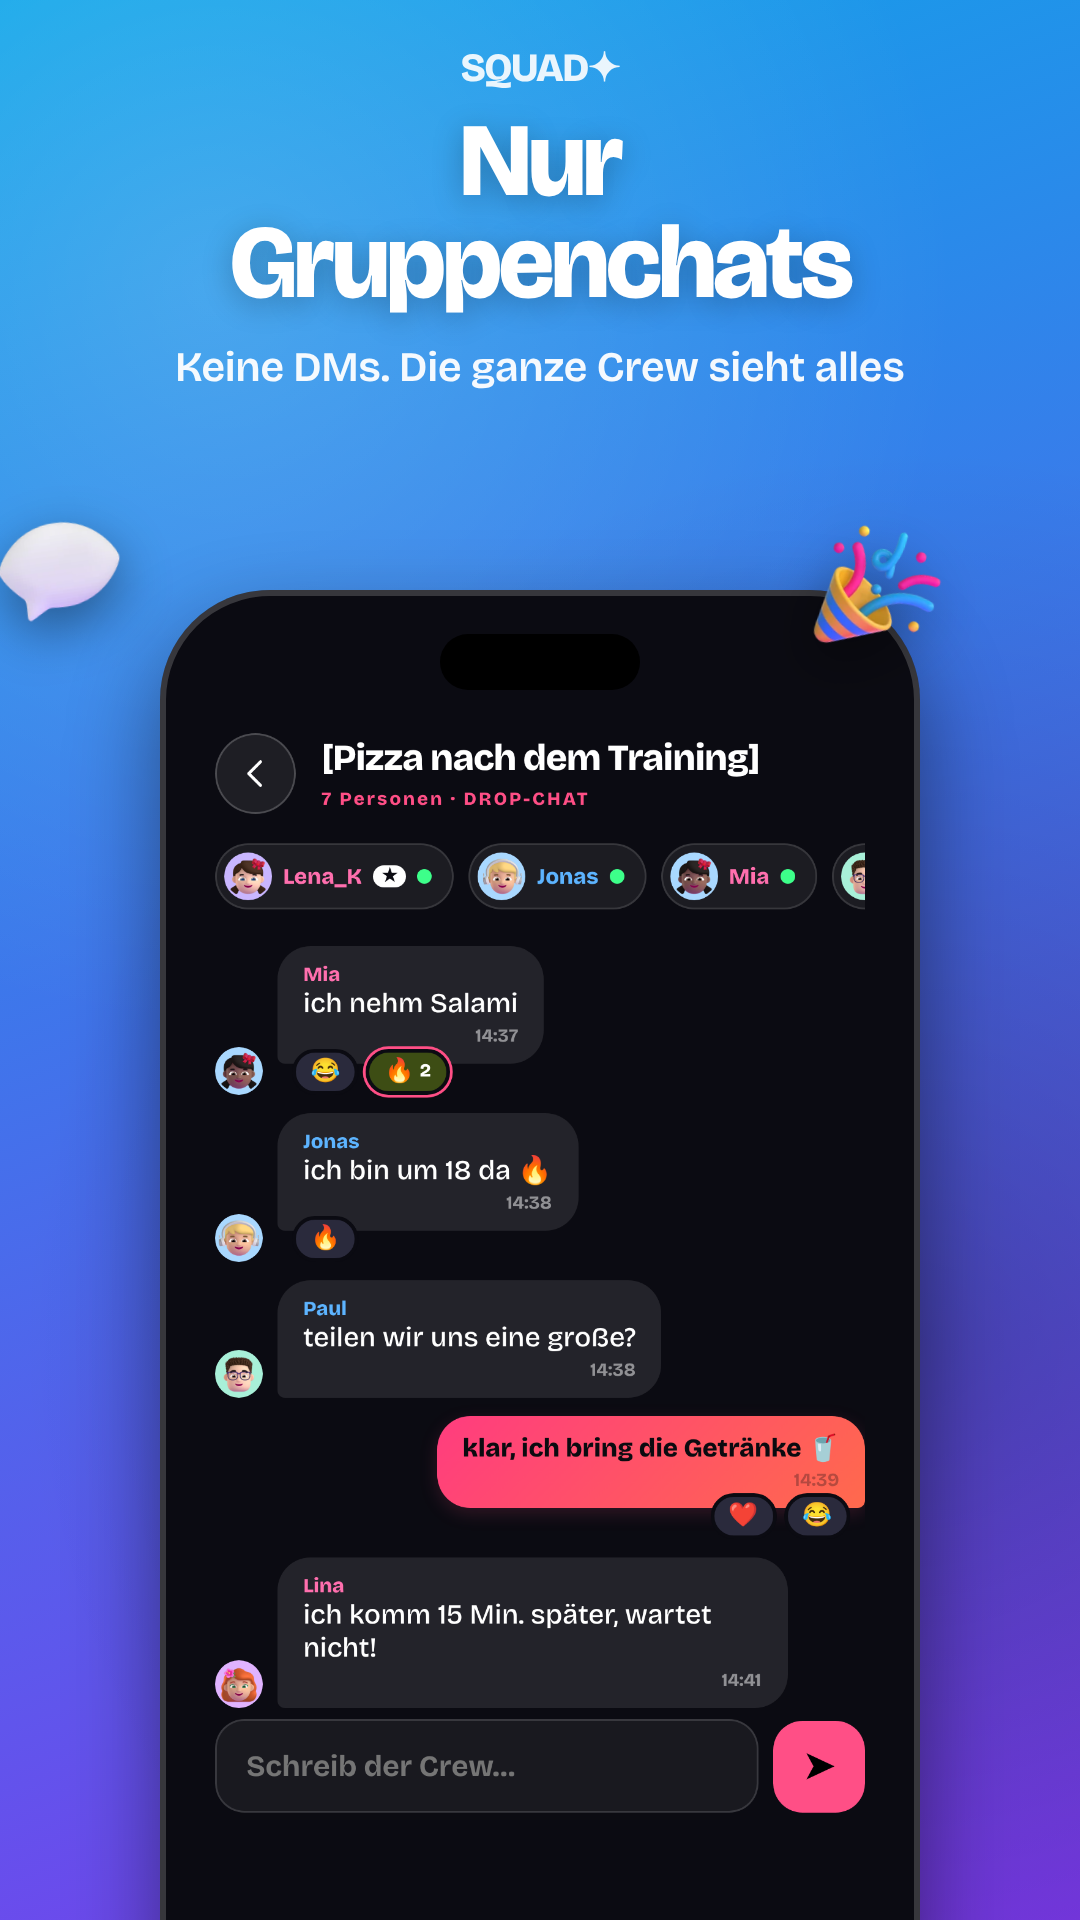 SQUAD✦
Nur
Gruppenchats
Keine DMs. Die ganze Crew sieht alles
[Pizza nach dem Training]
7 Personen · DROP-CHAT
Lena_K ★
Jonas
Mia
Mia
ich nehm Salami
14:37
😂 🔥 2
Jonas
ich bin um 18 da 🔥
14:38
🔥
Paul
teilen wir uns eine große?
14:38
klar, ich bring die Getränke 🥤
14:39
❤️ 😂
Lina
ich komm 15 Min. später, wartet
nicht!
14:41
Schreib der Crew...
➤